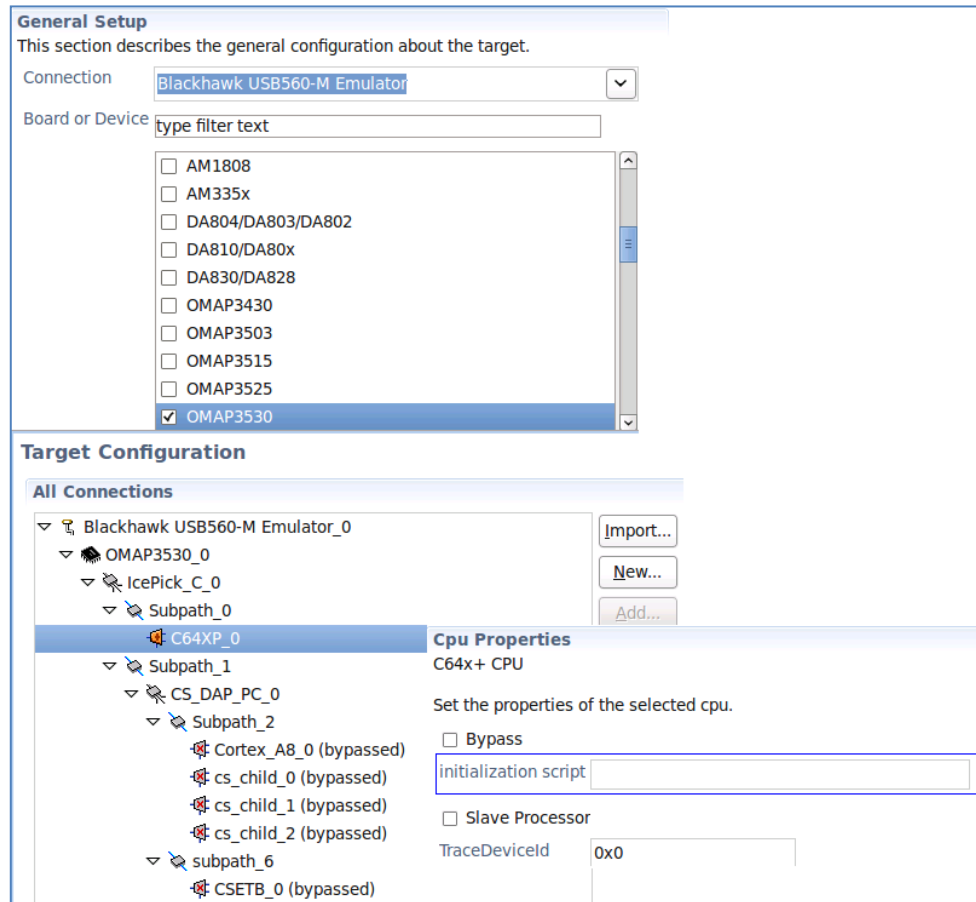 General Setup
This section describes the general configuration about the target.
Connection
Blackhawk USB560-M Emulator
Board or Device
type filter text
AM1808
AM335x
DA804/DA803/DA802
DA810/DA80x
DA830/DA828
OMAP3430
OMAP3503
OMAP3515
OMAP3525
OMAP3530
Target Configuration
All Connections
Blackhawk USB560-M Emulator_0
OMAP3530_0
IcePick_C_0
Subpath_0
C64XP_0
Subpath_1
CS_DAP_PC_0
Subpath_2
Cortex_A8_0 (bypassed)
cs_child_0 (bypassed)
cs_child_1 (bypassed)
cs_child_2 (bypassed)
subpath_6
CSETB_0 (bypassed)
Import...
New...
Add...
Cpu Properties
C64x+ CPU
Set the properties of the selected cpu.
Bypass
initialization script
Slave Processor
TraceDeviceId
0x0